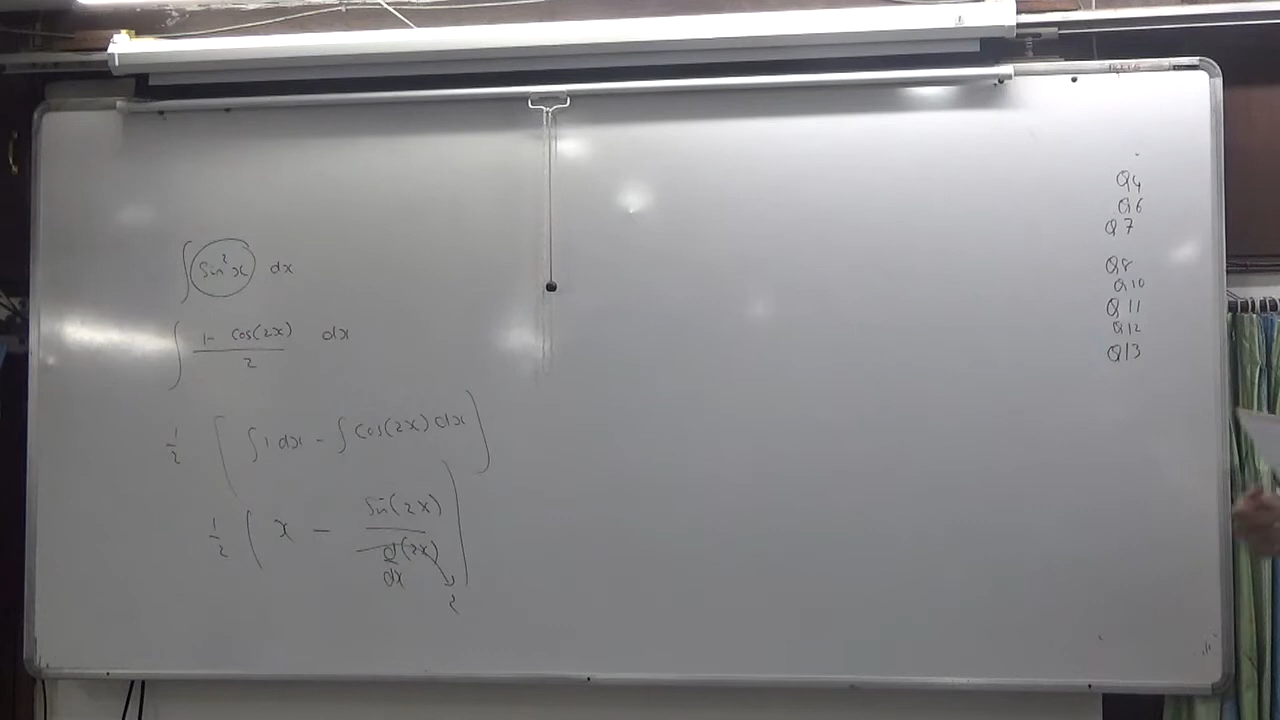 ∫ sin²x dx
∫ (1 - cos(2x))/2 dx
1/2 [ ∫ 1 dx - ∫ cos(2x) dx ]
1/2 ( x - sin(2x) / (d(2x)/dx) )
2
Q4
Q6
Q7
Q8
Q10
Q11
Q12
Q13